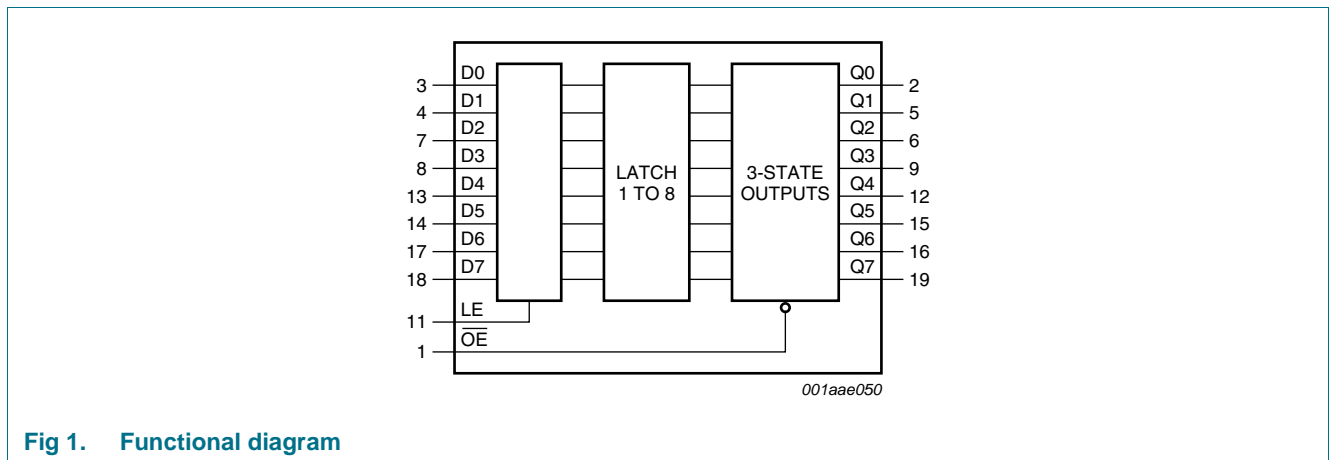 D0 Q0
3 2
D1 Q1
4 5
D2 Q2
7 6
D3 Q3
8 9
LATCH 3-STATE
D4 Q4
1 TO 8 OUTPUTS
13 12
D5 Q5
14 15
D6 Q6
17 16
D7 Q7
18 19
LE
11
OE
1
001aae050
Fig 1. Functional diagram